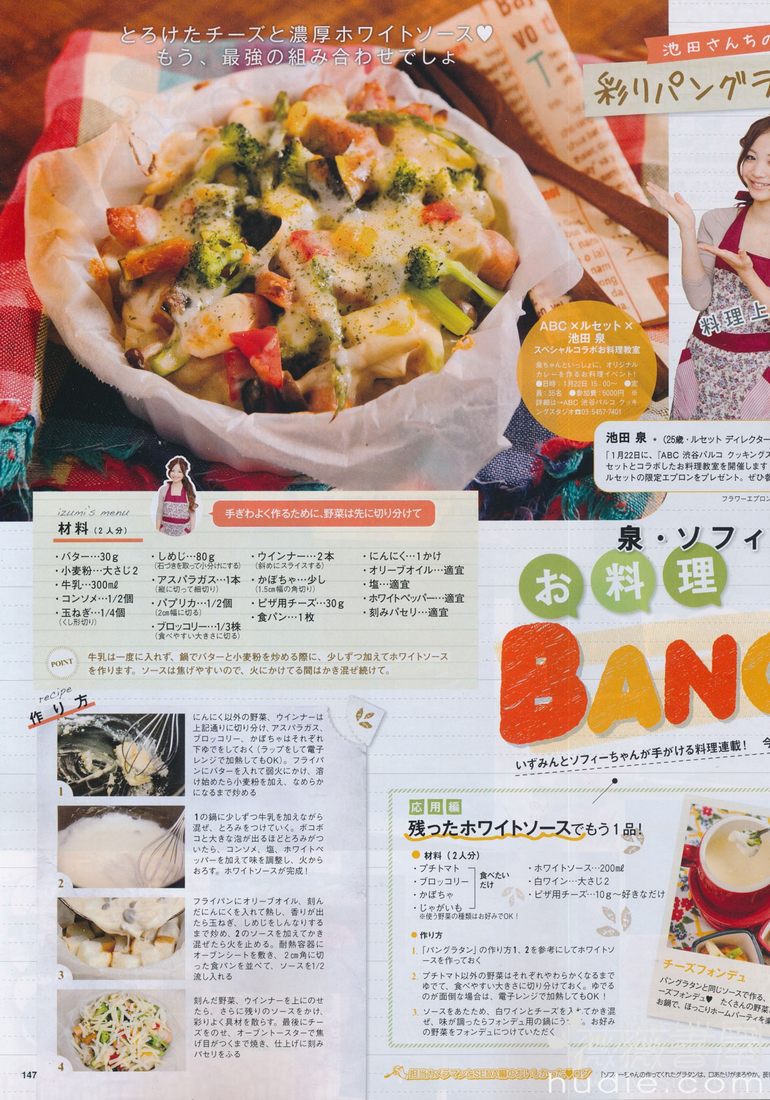 とろけたチーズと濃厚ホワイトソース♥
もう、最強の組み合わせでしょ
池田さんちの
彩りパングラ
料理上
ABC×ルセット×
池田 泉
スペシャルコラボお料理教室
泉ちゃんといっしょに、オリジナル
カレーを作るお料理イベント!
●日時:1月22日 15:00〜 ●定
員:35名 ●参加費:5000円 ※
詳細は→ABC 渋谷パルコ クッキン
グスタジオ☎03-5457-7401
池田 泉・(25歳・ルセット ディレクター
「1月22日に、「ABC 渋谷パルコ クッキングス
セットとコラボしたお料理教室を開催します
ルセットの限定エプロンをプレゼント。ぜひ参
フラワーエプロン
izumi's menu
材料(2人分)
手ぎわよく作るために、野菜は先に切り分けて
・バター…30g
・小麦粉…大さじ2
・牛乳…300㎖
・コンソメ…1/2個
・玉ねぎ…1/4個
(くし形切り)
・しめじ…80g
(石づきを取って小分けにする)
・アスパラガス…1本
(縦に切って細切り)
・パプリカ…1/2個
(2cm幅に切る)
・ブロッコリー…1/3株
(食べやすい大きさに切る)
・ウインナー…2本
(斜めにスライスする)
・かぼちゃ…少し
(1.5cm幅の角切り)
・ピザ用チーズ…30g
・食パン…1枚
・にんにく…1かけ
・オリーブオイル…適宜
・塩…適宜
・ホワイトペッパー…適宜
・刻みパセリ…適宜
POINT
牛乳は一度に入れず、鍋でバターと小麦粉を炒める際に、少しずつ加えてホワイトソース
を作ります。ソースは焦げやすいので、火にかけてる間はかき混ぜ続けて。
泉・ソフィ
お料理
BANG
いずみんとソフィーちゃんが手がける料理連載! 今
recipe
作り方
1
にんにく以外の野菜、ウインナーは
上記通りに切り分け、アスパラガス、
ブロッコリー、かぼちゃはそれぞれ
下ゆでをしておく(ラップをして電子
レンジで加熱してもOK)。フライパ
ンにバターを入れて弱火にかけ、溶
け始めたら小麦粉を加え、なめらか
になるまで炒める
2
1の鍋に少しずつ牛乳を加えながら
混ぜ、とろみをつけていく。ボコボ
コと大きな泡が出るほどとろみがつ
いたら、コンソメ、塩、ホワイトペ
ッパーを加えて味を調整し、火から
おろす。ホワイトソースが完成!
3
フライパンにオリーブオイル、刻ん
だにんにくを入れて熱し、香りが出
たら玉ねぎ、しめじをしんなりする
まで炒め、2のソースを加えてかき
混ぜたら火を止める。耐熱容器に
オーブンシートを敷き、2cm角に切
った食パンを並べて、ソースを1/2
流し入れる
4
刻んだ野菜、ウインナーを上にのせ
たら、さらに残りのソースをかけ、
彩りよく具材を散らす。最後にチー
ズをのせ、オーブントースターで焦
げ目がつくまで焼き、仕上げに刻み
パセリをふる
応用編
残ったホワイトソースでもう1品!
●材料(2人分)
・プチトマト
・ブロッコリー
・かぼちゃ
・じゃがいも
食べたい
だけ
※使う野菜の種類はお好みでOK!
・ホワイトソース…200㎖
・白ワイン…大さじ2
・ピザ用チーズ…10g〜好きなだけ
●作り方
1.「パングラタン」の作り方1、2を参考にしてホワイトソ
ースを作っておく
2. プチトマト以外の野菜はそれぞれやわらかくなるまで
ゆでて、食べやすい大きさに切り分けておく。ゆでる
のが面倒な場合は、電子レンジで加熱してもOK!
3. ソースをあたため、白ワインとチーズを入れてかき混
ぜ、味が調ったらフォンデュ用の鍋にうつし、お好み
の野菜をフォンデュにつけていただく
チーズフォンデュ
パングラタンと同じソースで作る、
ーズフォンデュ♥ たくさんの野菜
お鍋で、ほっこりホームパーティを楽
147
hudie.com